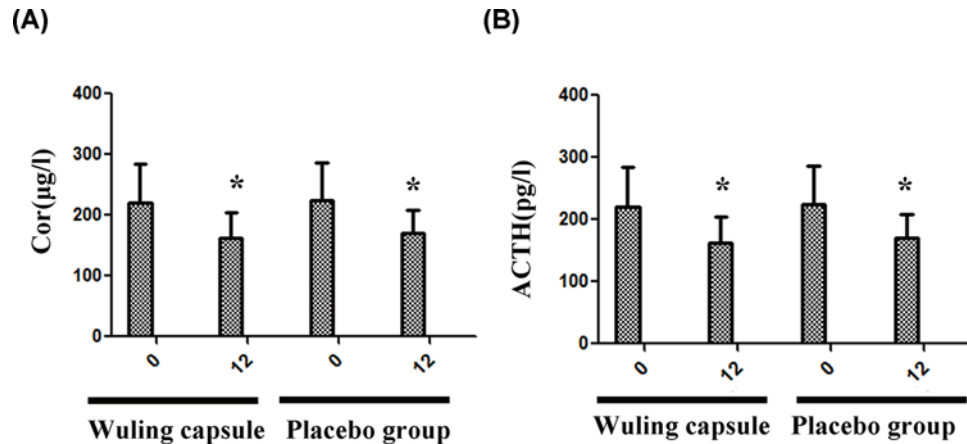 (A)
Cor(μg/l)
400
300
200
100
0
*
*
0
12
0
12
Wuling capsule
Placebo group
(B)
ACTH(pg/l)
400
300
200
100
0
*
*
0
12
0
12
Wuling capsule
Placebo group